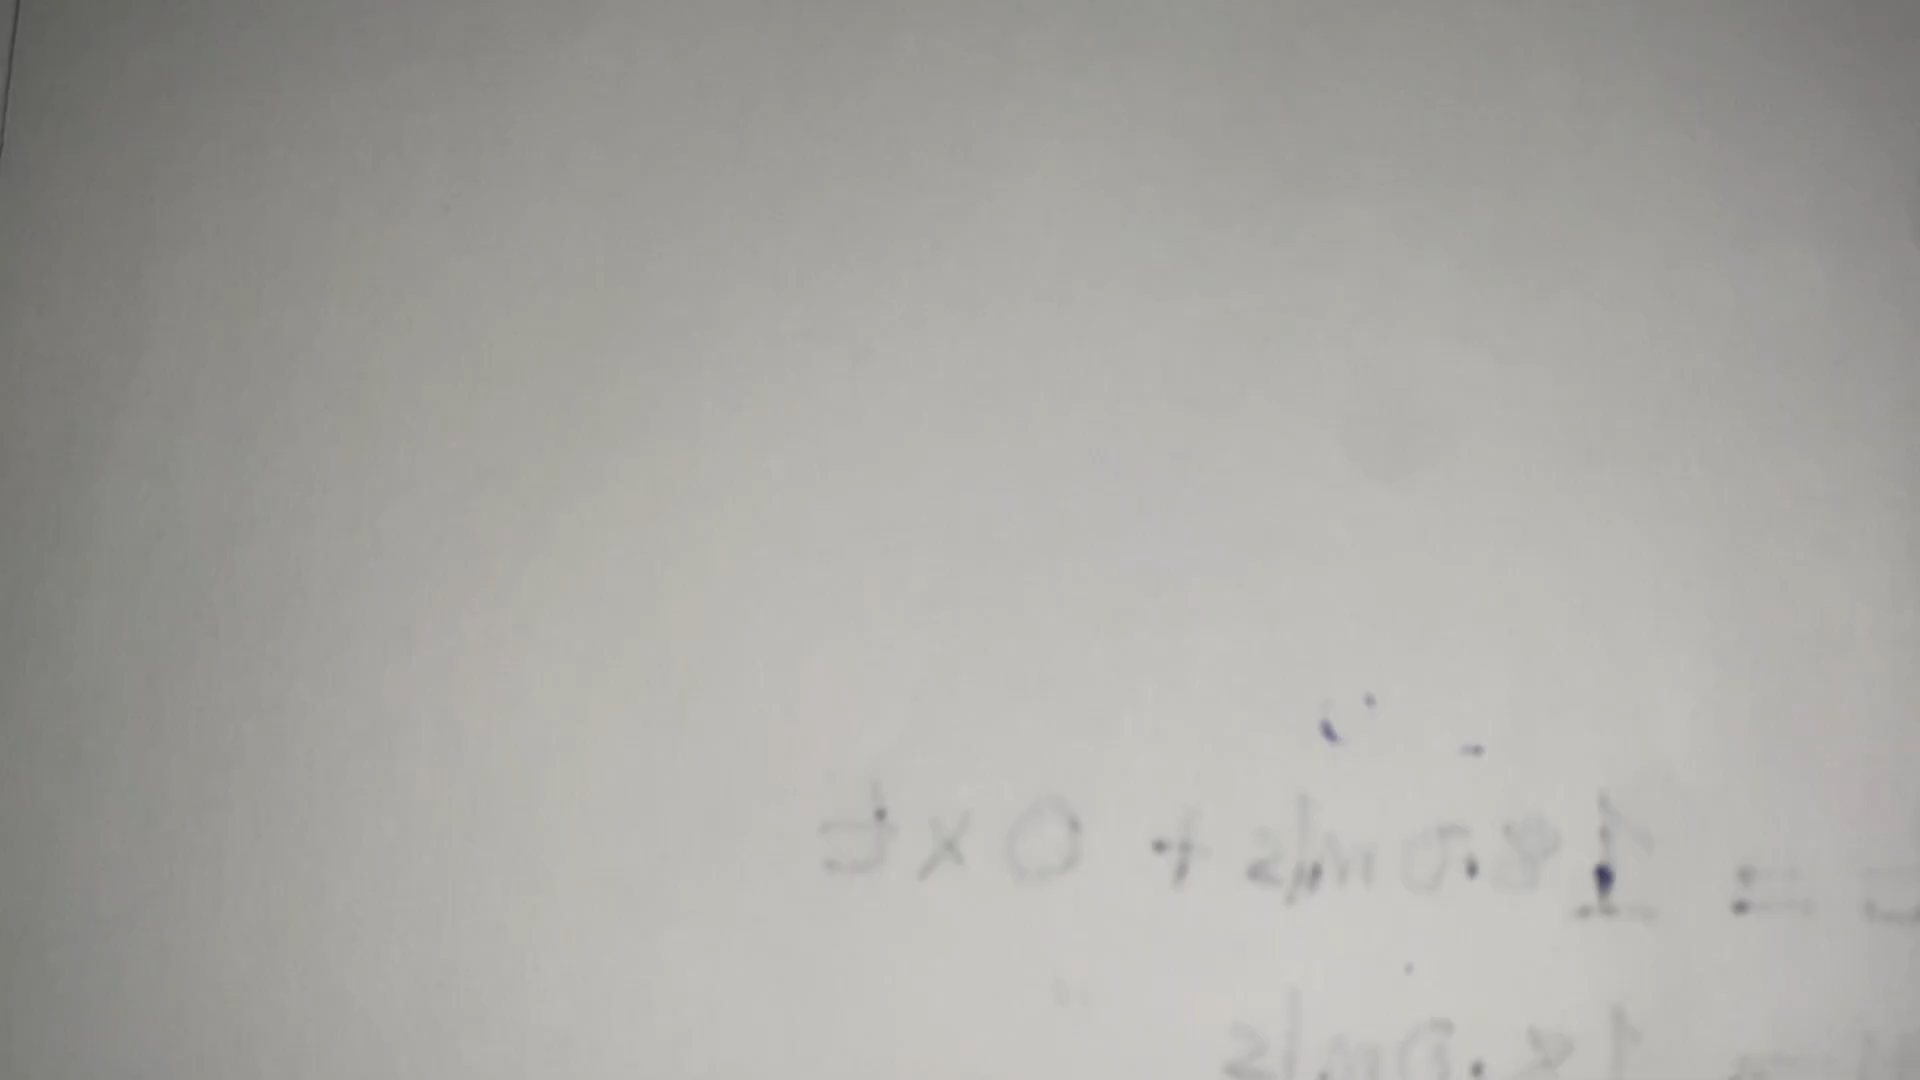 = 18.0 m/s + 0 x t
18.0 m/s